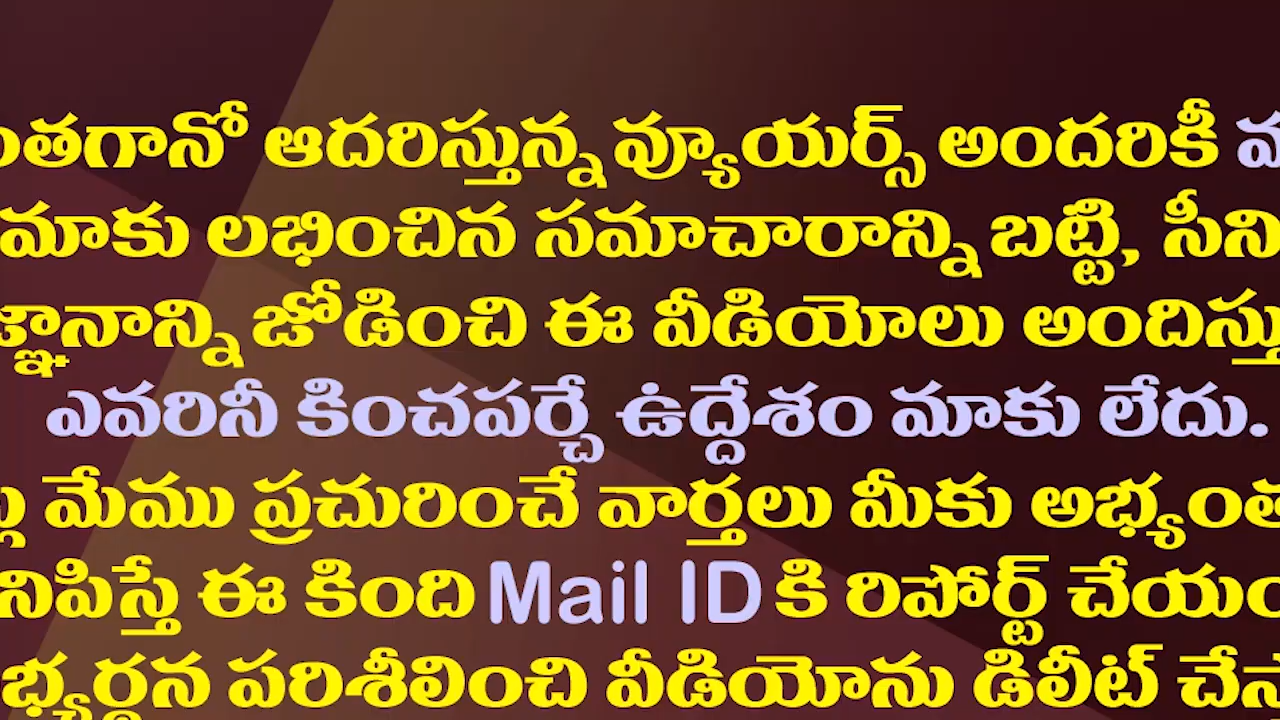 ంతగానో ఆదరిస్తున్న వ్యూయర్స్ అందరికీ
మాకు లభించిన సమాచారాన్ని బట్టి, సీని
జ్ఞానాన్ని జోడించి ఈ వీడియోలు అందిస్తు
ఎవరినీ కించపర్చే ఉద్దేశం మాకు లేదు.
మేము ప్రచురించే వార్తలు మీకు అభ్యంత
నిపిస్తే ఈ కింది Mail ID కి రిపోర్ట్ చేయం
భ్యర్థన పరిశీలించి వీడియోను డిలీట్ చేస